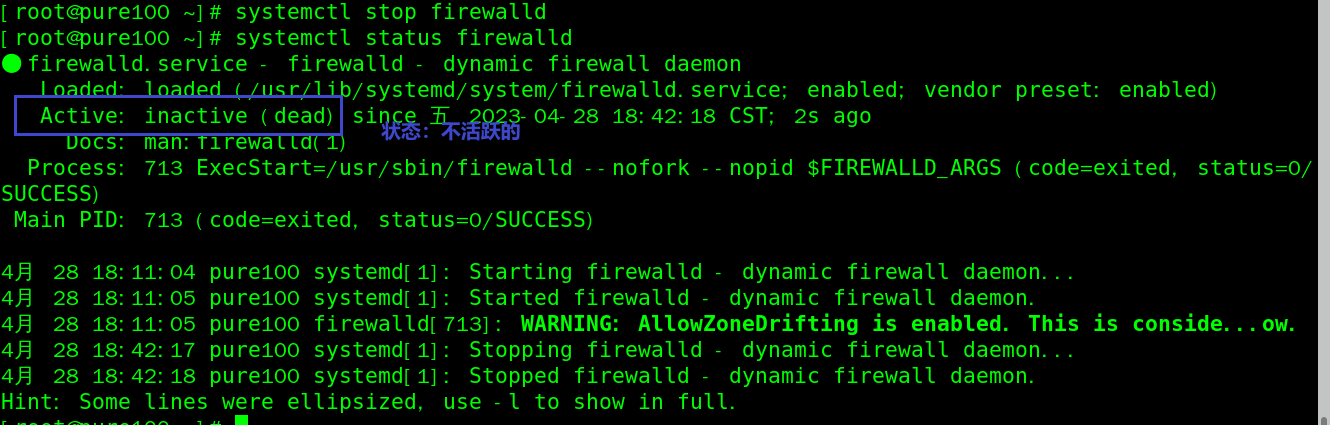 [root@pure100 ~]# systemctl stop firewalld
[root@pure100 ~]# systemctl status firewalld
● firewalld.service - firewalld - dynamic firewall daemon
Loaded: loaded (/usr/lib/systemd/system/firewalld.service; enabled; vendor preset: enabled)
Active: inactive (dead) since 五 2023-04-28 18:42:18 CST; 2s ago
状态：不活跃的
Docs: man:firewalld(1)
Process: 713 ExecStart=/usr/sbin/firewalld --nofork --nopid $FIREWALLD_ARGS (code=exited, status=0/
SUCCESS)
Main PID: 713 (code=exited, status=0/SUCCESS)
4月 28 18:11:04 pure100 systemd[1]: Starting firewalld - dynamic firewall daemon...
4月 28 18:11:05 pure100 systemd[1]: Started firewalld - dynamic firewall daemon.
4月 28 18:11:05 pure100 firewalld[713]: WARNING: AllowZoneDrifting is enabled. This is conside...ow.
4月 28 18:42:17 pure100 systemd[1]: Stopping firewalld - dynamic firewall daemon...
4月 28 18:42:18 pure100 systemd[1]: Stopped firewalld - dynamic firewall daemon.
Hint: Some lines were ellipsized, use -l to show in full.
[root@pure100 ~]#